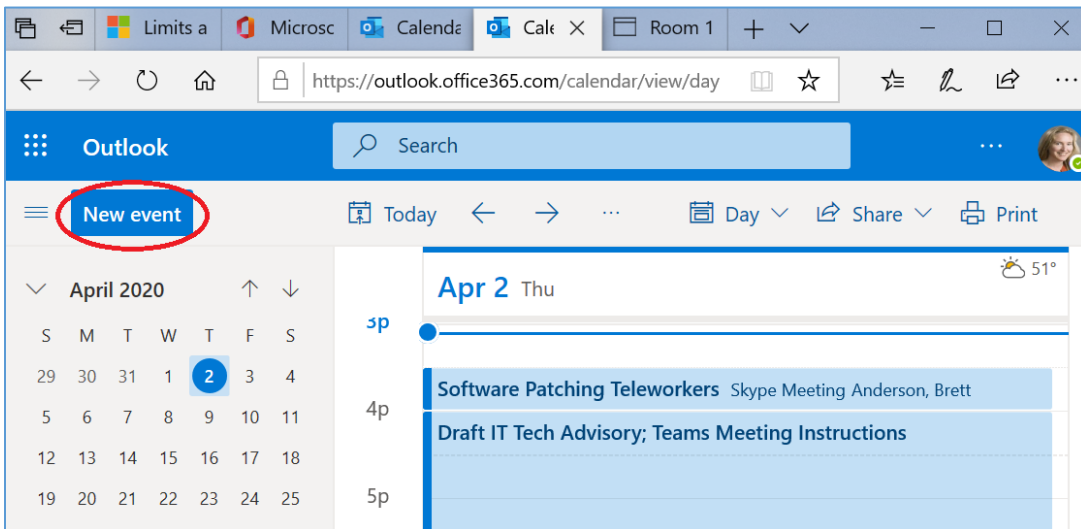 Limits a Microsc Calenda Cale Room 1
https://outlook.office365.com/calendar/view/day
Outlook Search
New event Today Day Share Print
April 2020
S M T W T F S
29 30 31 1 2 3 4
5 6 7 8 9 10 11
12 13 14 15 16 17 18
19 20 21 22 23 24 25
Apr 2 Thu 51°
3p
Software Patching Teleworkers Skype Meeting Anderson, Brett
4p
Draft IT Tech Advisory; Teams Meeting Instructions
5p